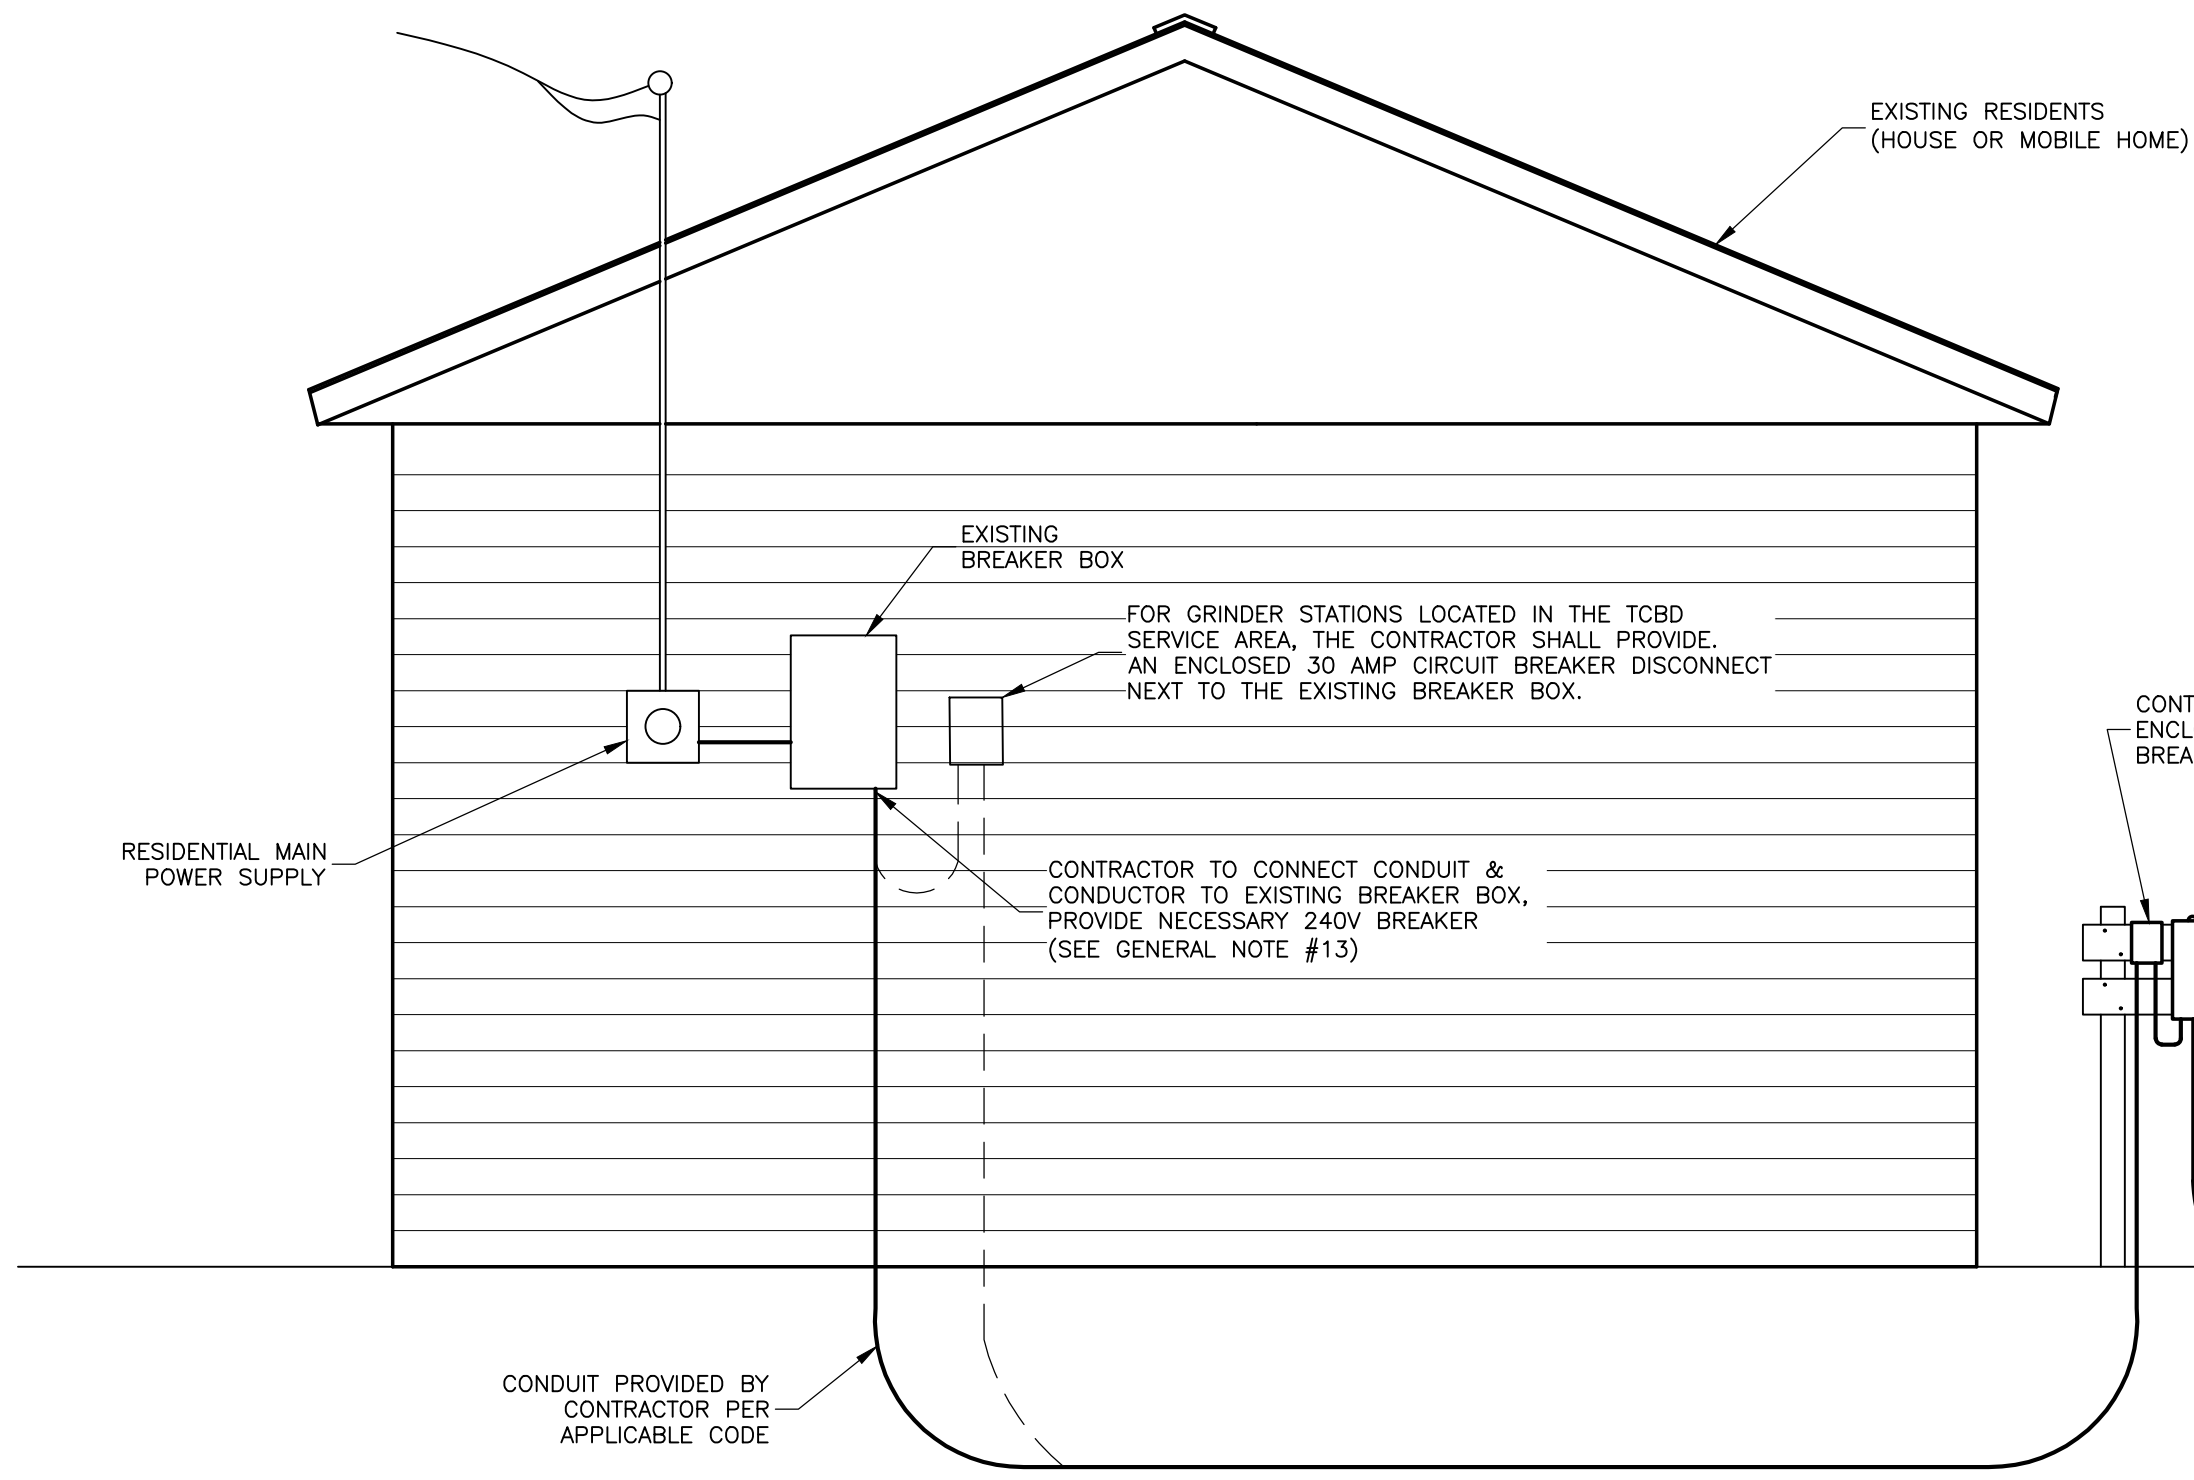 EXISTING RESIDENTS
(HOUSE OR MOBILE HOME)
EXISTING
BREAKER BOX
FOR GRINDER STATIONS LOCATED IN THE TCBD
SERVICE AREA, THE CONTRACTOR SHALL PROVIDE.
AN ENCLOSED 30 AMP CIRCUIT BREAKER DISCONNECT
NEXT TO THE EXISTING BREAKER BOX.
CONT
ENCL
BREA
RESIDENTIAL MAIN
POWER SUPPLY
CONTRACTOR TO CONNECT CONDUIT &
CONDUCTOR TO EXISTING BREAKER BOX,
PROVIDE NECESSARY 240V BREAKER
(SEE GENERAL NOTE #13)
CONDUIT PROVIDED BY
CONTRACTOR PER
APPLICABLE CODE